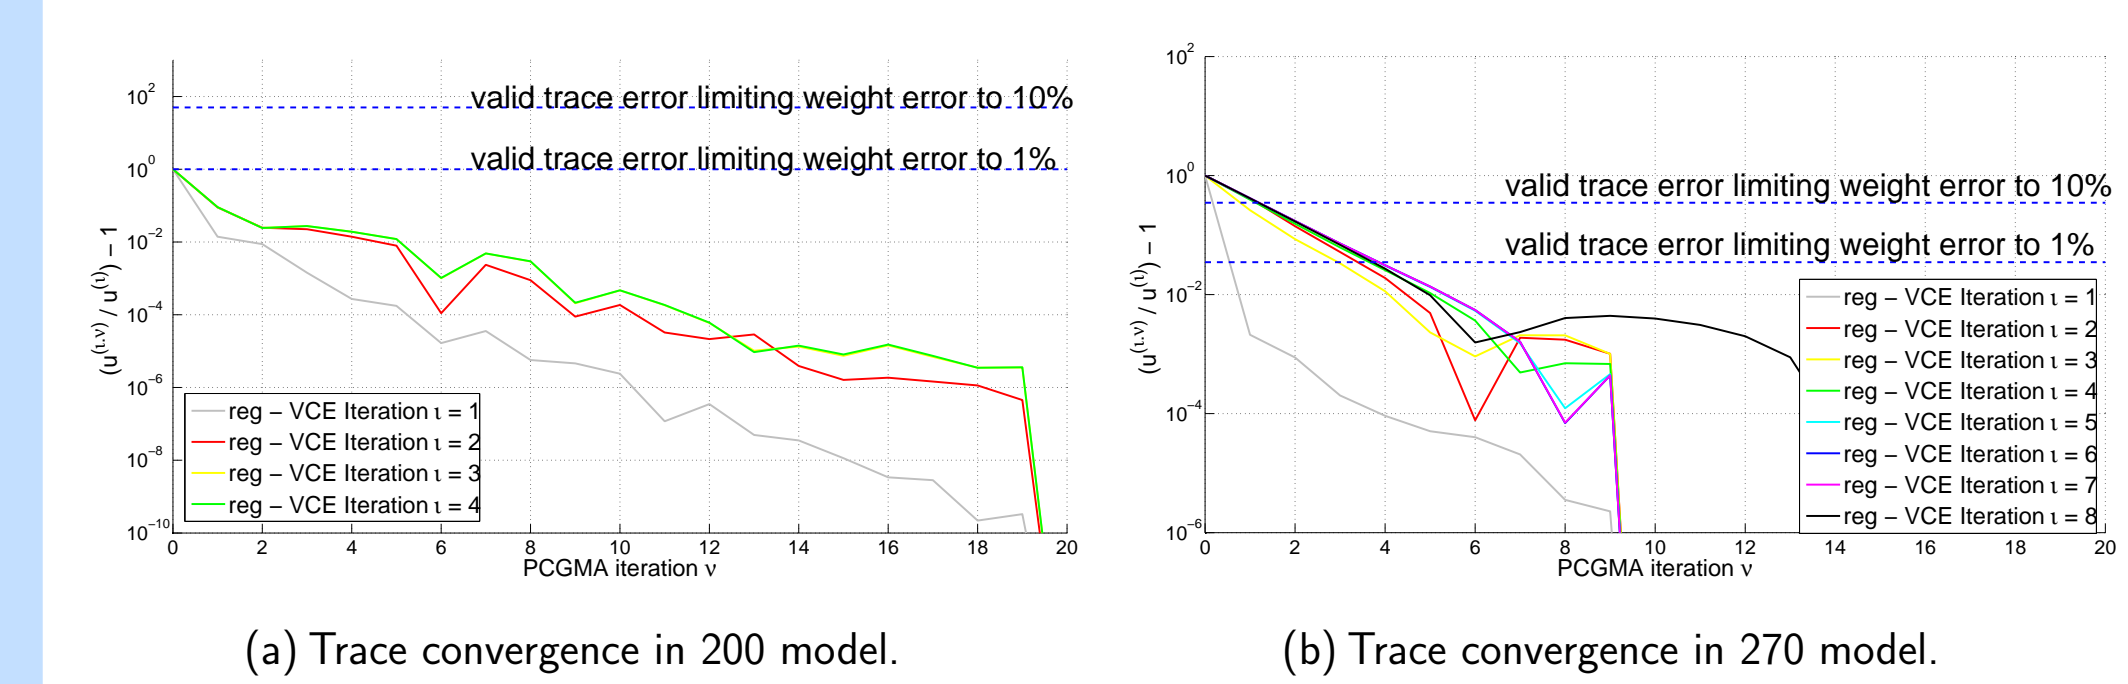 10^2
valid trace error limiting weight error to 10%
10^0
valid trace error limiting weight error to 1%
10^−2
10^−4
10^−6
10^−8
10^−10
(u^(ι,ν) / u^(ι)) − 1
reg − VCE Iteration ι = 1
reg − VCE Iteration ι = 2
reg − VCE Iteration ι = 3
reg − VCE Iteration ι = 4
0 2 4 6 8 10 12 14 16 18 20
PCGMA iteration ν
(a) Trace convergence in 200 model.
10^2
10^0
valid trace error limiting weight error to 10%
valid trace error limiting weight error to 1%
10^−2
10^−4
10^−6
(u^(ι,ν) / u^(ι)) − 1
reg − VCE Iteration ι = 1
reg − VCE Iteration ι = 2
reg − VCE Iteration ι = 3
reg − VCE Iteration ι = 4
reg − VCE Iteration ι = 5
reg − VCE Iteration ι = 6
reg − VCE Iteration ι = 7
reg − VCE Iteration ι = 8
0 2 4 6 8 10 12 14 16 18 20
PCGMA iteration ν
(b) Trace convergence in 270 model.